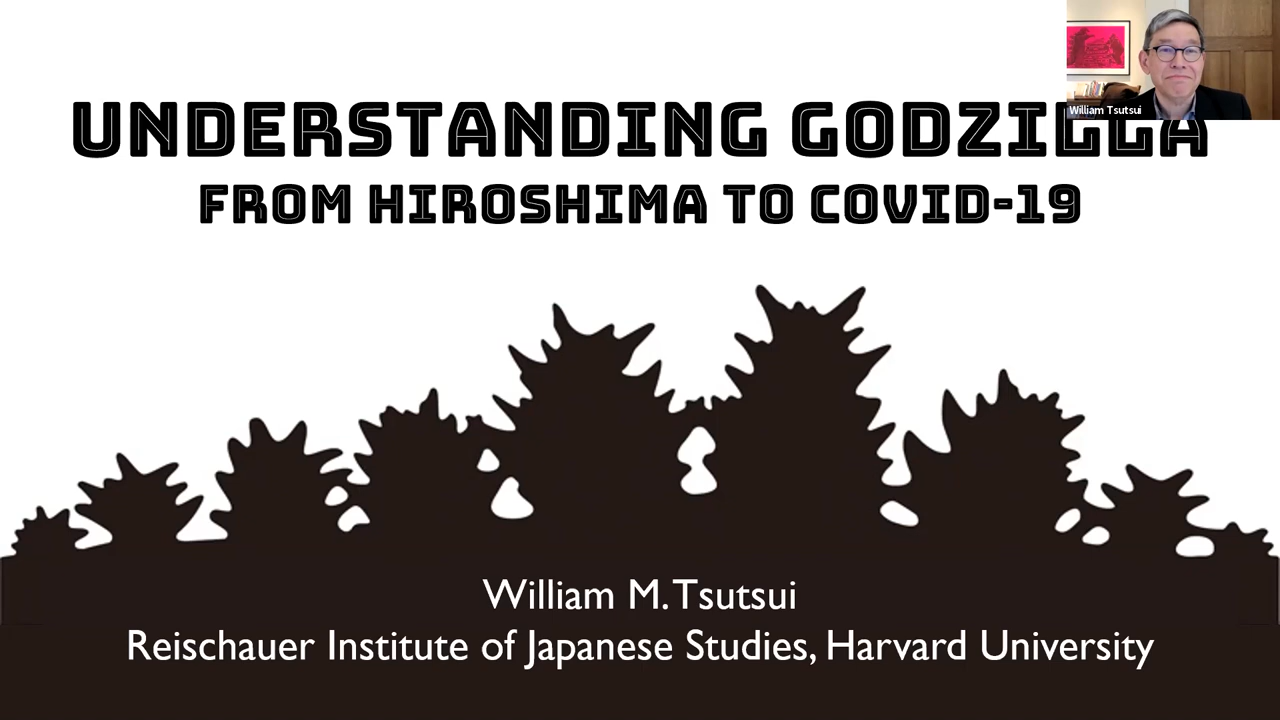 UNDERSTANDING GODZILLA
FROM HIROSHIMA TO COVID-19
William Tsutsui
William M. Tsutsui
Reischauer Institute of Japanese Studies, Harvard University